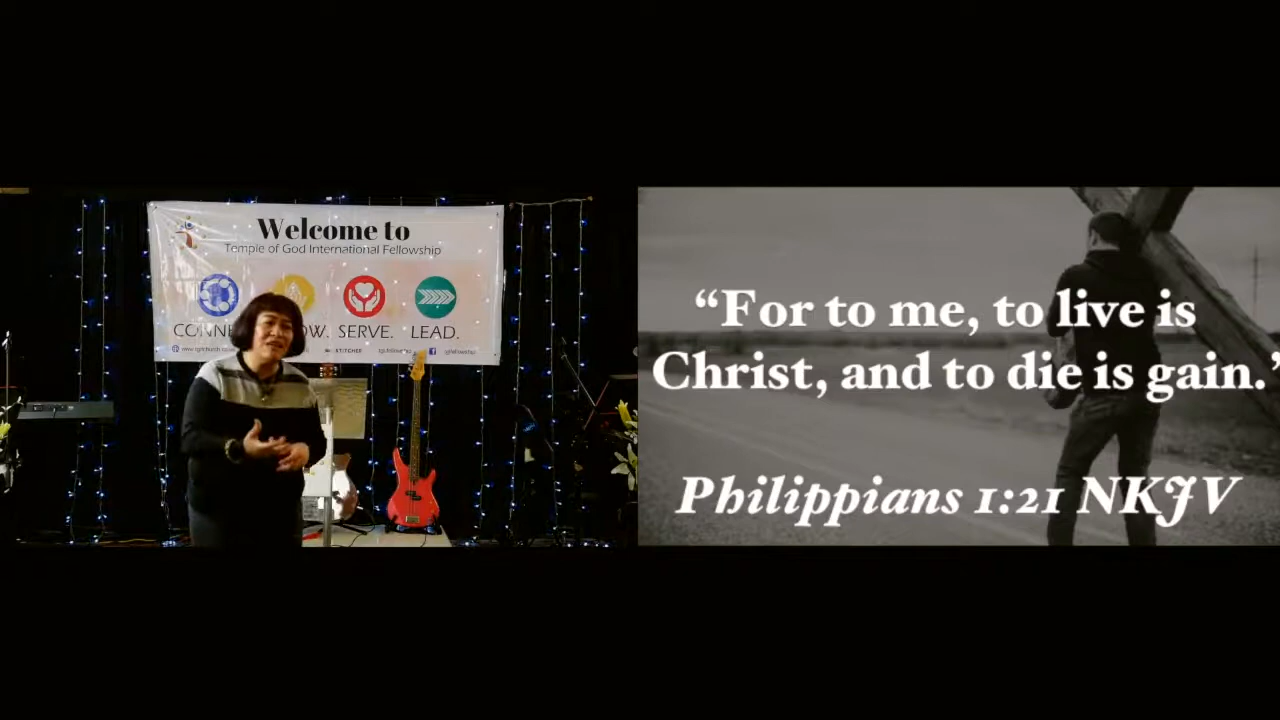 Welcome to
Temple of God International Fellowship
SERVE. LEAD.
STITCHER
“For to me, to live is
Christ, and to die is gain.”
Philippians 1:21 NKJV